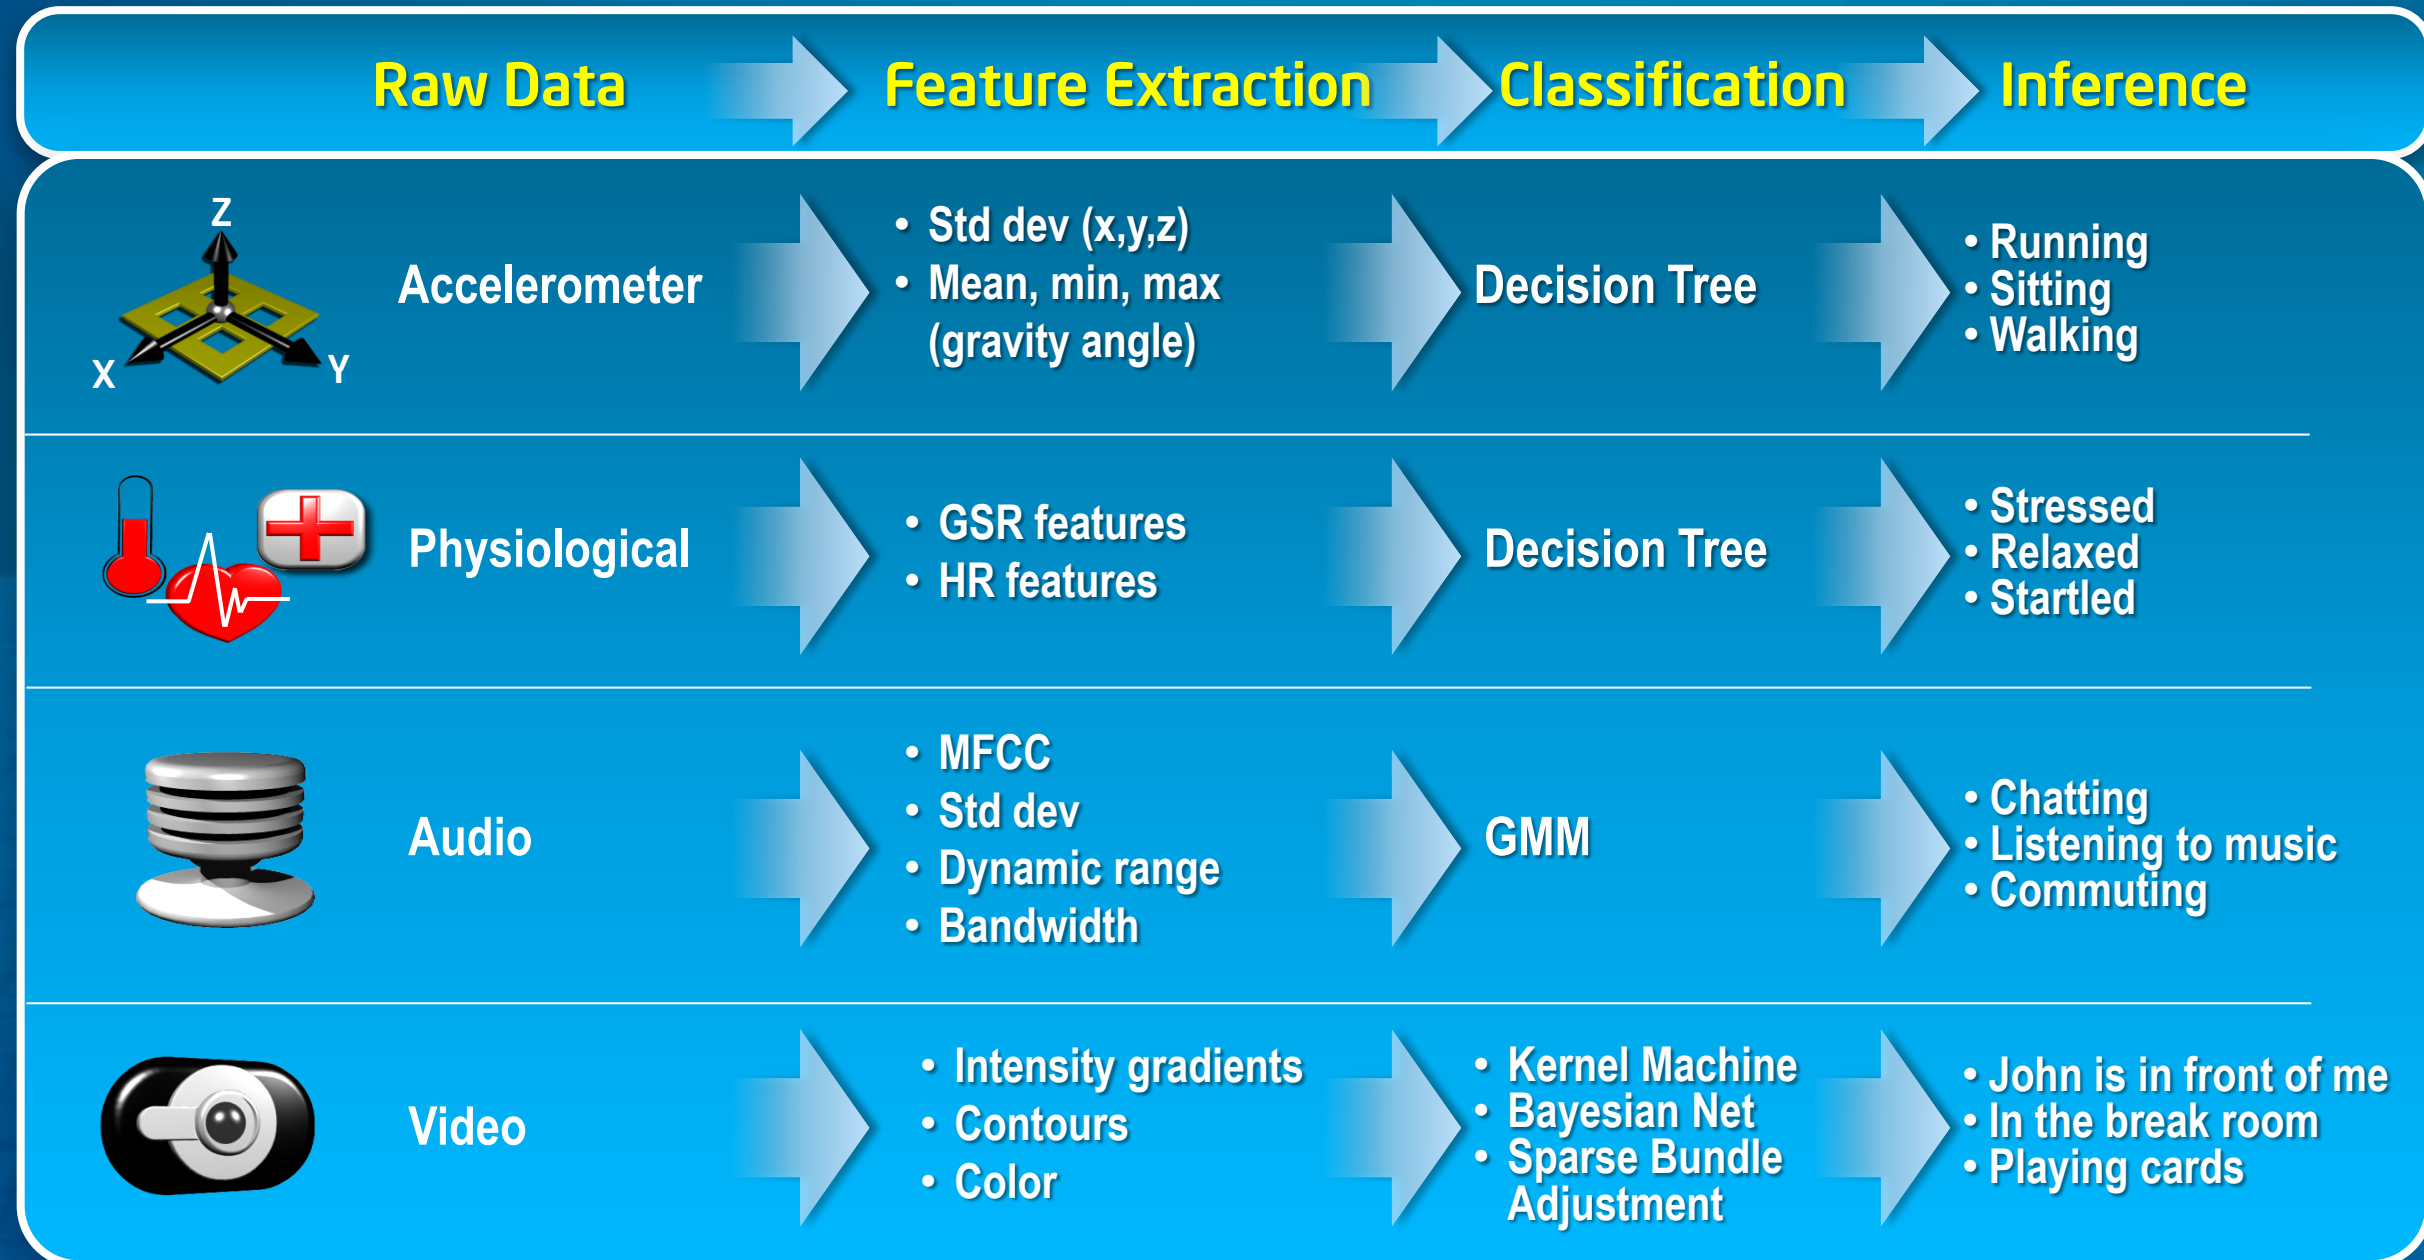 Raw Data
Feature Extraction
Classification
Inference
Z
X
Y
Accelerometer
• Std dev (x,y,z)
• Mean, min, max
(gravity angle)
Decision Tree
• Running
• Sitting
• Walking
Physiological
• GSR features
• HR features
Decision Tree
• Stressed
• Relaxed
• Startled
Audio
• MFCC
• Std dev
• Dynamic range
• Bandwidth
GMM
• Chatting
• Listening to music
• Commuting
Video
• Intensity gradients
• Contours
• Color
• Kernel Machine
• Bayesian Net
• Sparse Bundle
Adjustment
• John is in front of me
• In the break room
• Playing cards